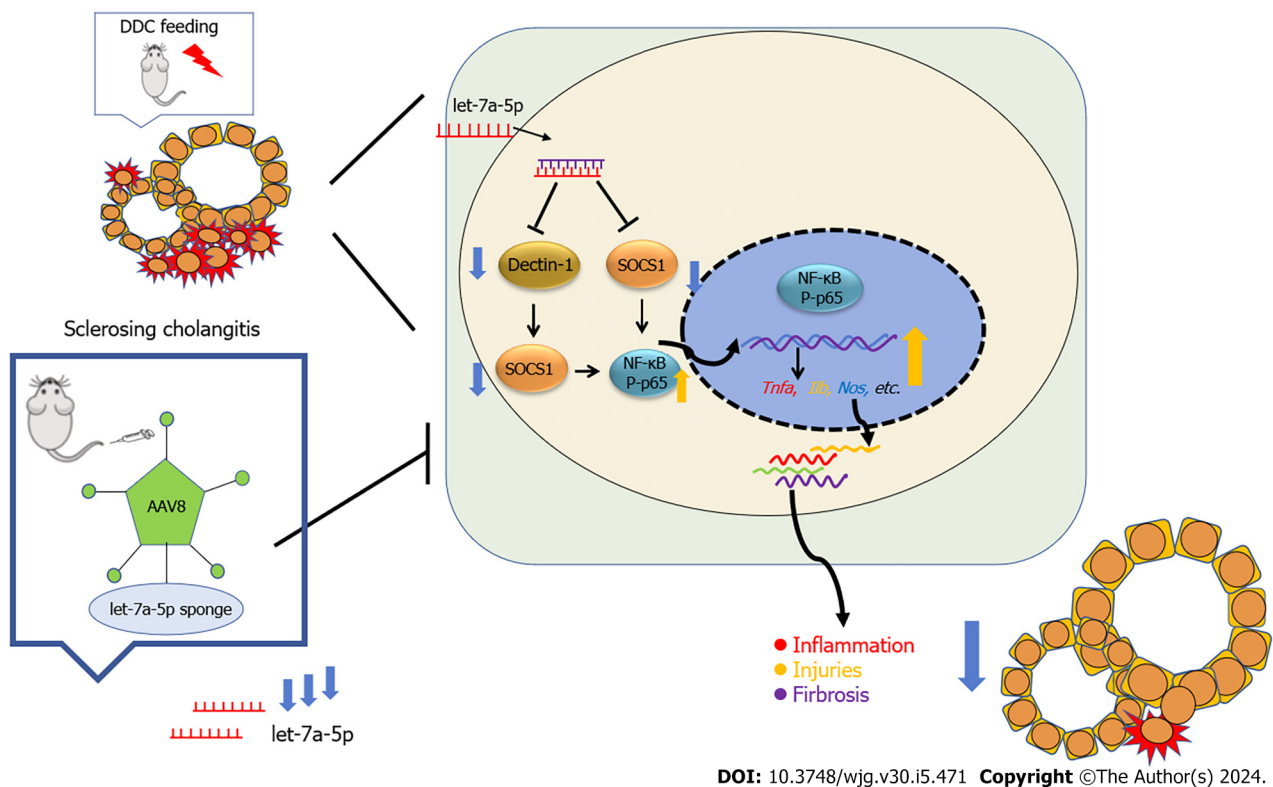 DDC feeding
Sclerosing cholangitis
AAV8
let-7a-5p sponge
let-7a-5p
let-7a-5p
Dectin-1
SOCS1
SOCS1
NF-κB
P-p65
NF-κB
P-p65
Tnfa, Ilb, Nos, etc.
Inflammation
Injuries
Firbrosis
DOI: 10.3748/wjg.v30.i5.471 Copyright ©The Author(s) 2024.